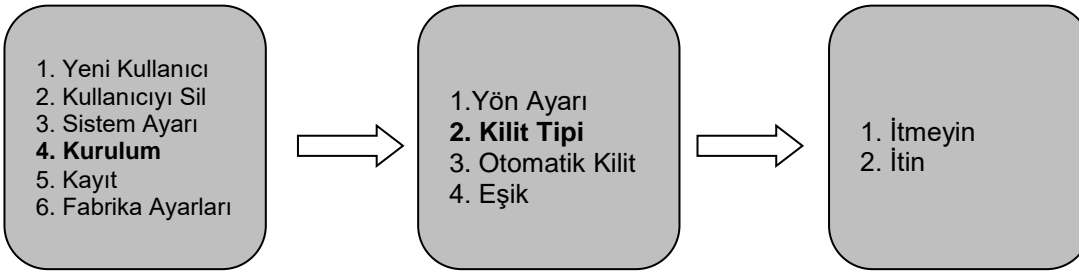 1. Yeni Kullanıcı
2. Kullanıcıyı Sil
3. Sistem Ayarı
4. Kurulum
5. Kayıt
6. Fabrika Ayarları
1.Yön Ayarı
2. Kilit Tipi
3. Otomatik Kilit
4. Eşik
1. İtmeyin
2. İtin